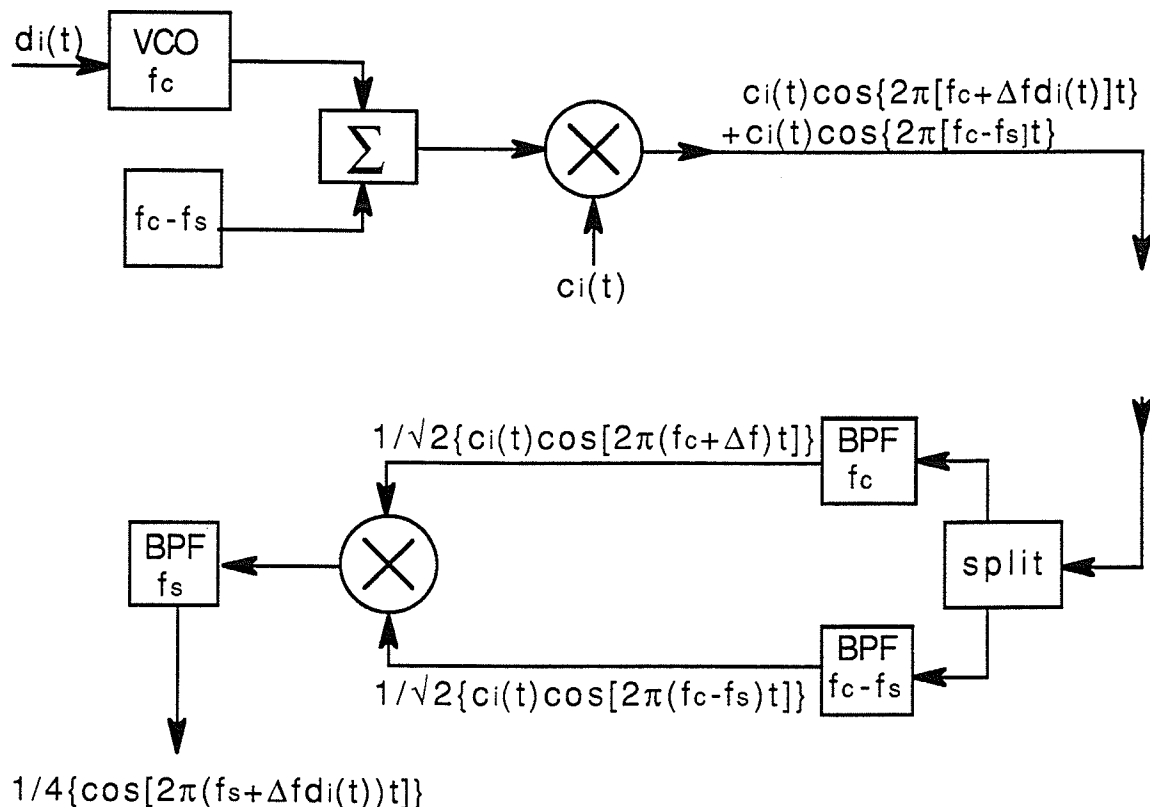 di(t)
VCO
fc
fc-fs
Σ
ci(t)
ci(t)cos{2π[fc+Δfdi(t)]t}
+ci(t)cos{2π[fc-fs]t}
1/√2{ci(t)cos[2π(fc+Δf)t]}
BPF
fc
split
BPF
fs
BPF
fc-fs
1/√2{ci(t)cos[2π(fc-fs)t]}
1/4{cos[2π(fs+Δfdi(t))t]}